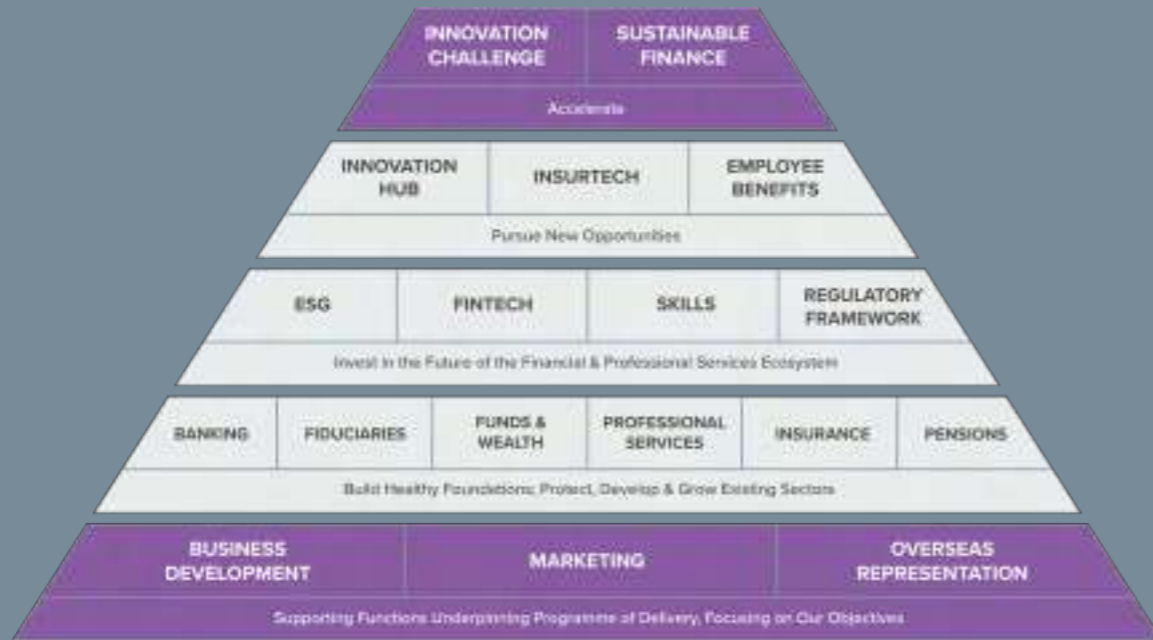 INNOVATION
CHALLENGE
SUSTAINABLE
FINANCE
Accelerate
INNOVATION
HUB
INSURTECH
EMPLOYEE
BENEFITS
Pursue New Opportunities
ESG
FINTECH
SKILLS
REGULATORY
FRAMEWORK
Invest in the Future of the Financial & Professional Services Ecosystem
BANKING
FIDUCIARIES
FUNDS &
WEALTH
PROFESSIONAL
SERVICES
INSURANCE
PENSIONS
Build Healthy Foundations; Protect, Develop & Grow Existing Sectors
BUSINESS
DEVELOPMENT
MARKETING
OVERSEAS
REPRESENTATION
Supporting Functions Underpinning Programme of Delivery, Focusing on Our Objectives